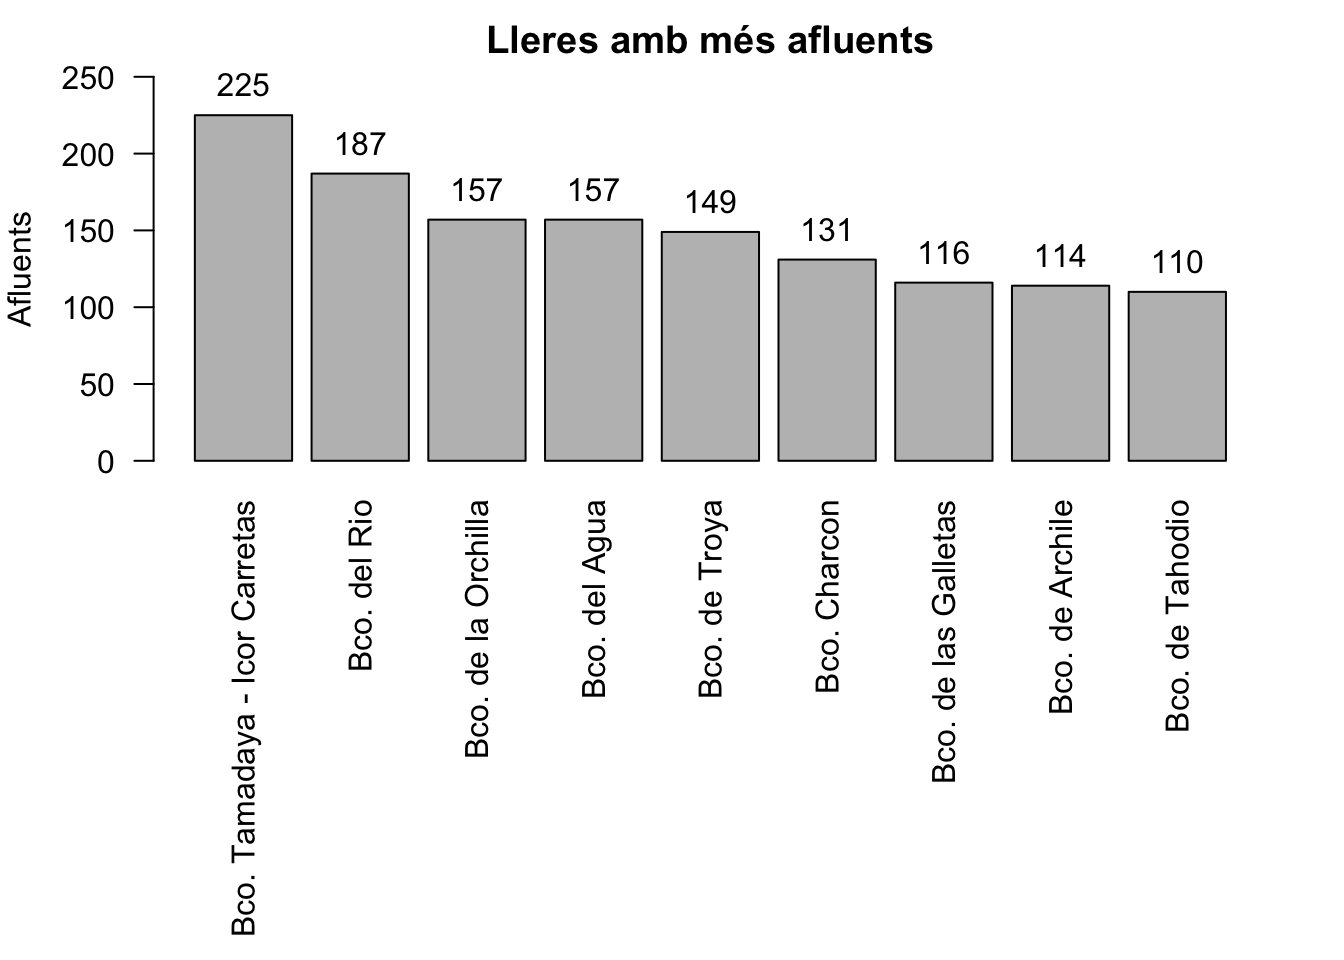 Lleres amb més afluents
Afluents
250
200
150
100
50
0
225
187
157
157
149
131
116
114
110
Bco. Tamadaya - Icor Carretas
Bco. del Rio
Bco. de la Orchilla
Bco. del Agua
Bco. de Troya
Bco. Charcon
Bco. de las Galletas
Bco. de Archile
Bco. de Tahodio